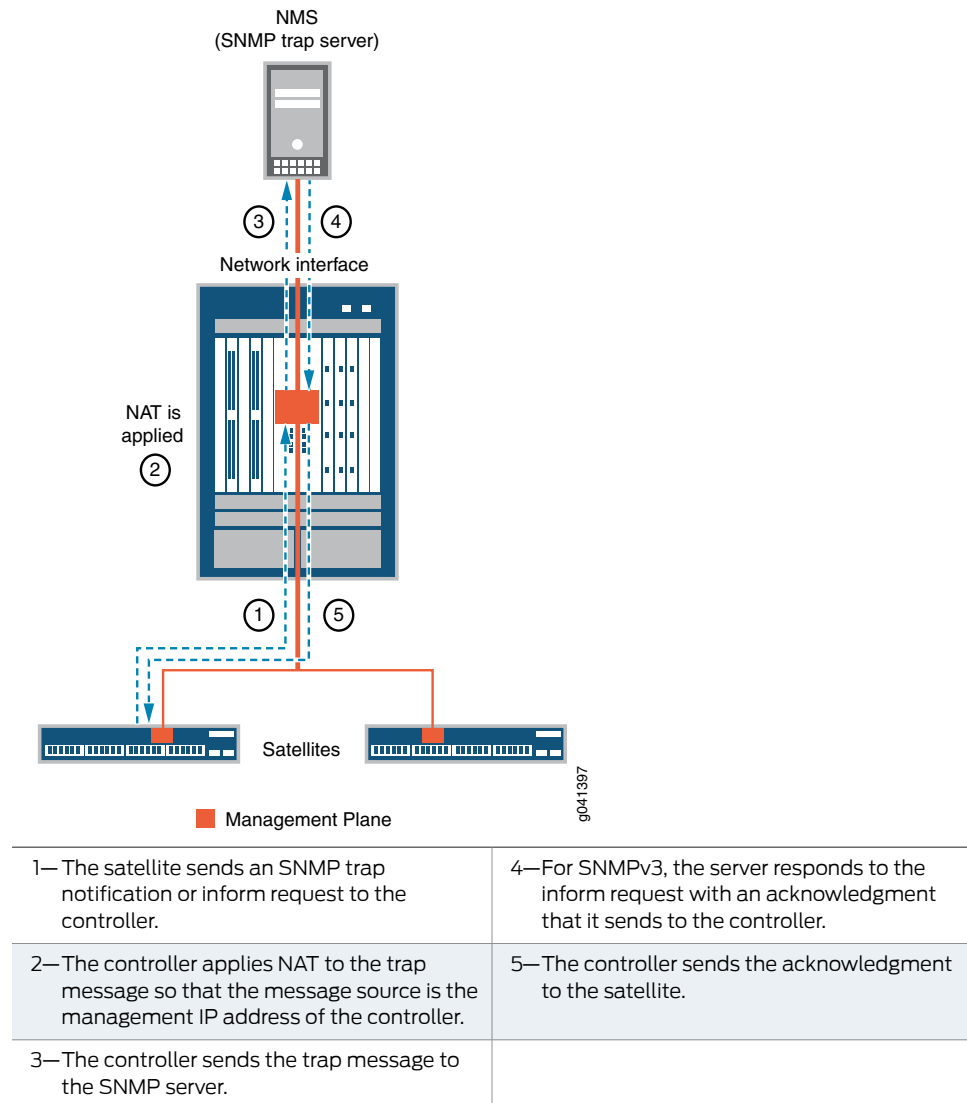 NMS
(SNMP trap server)
3
4
Network interface
NAT is
applied
2
1
5
Satellites
g041397
Management Plane
1—The satellite sends an SNMP trap
notification or inform request to the
controller.
4—For SNMPv3, the server responds to the
inform request with an acknowledgment
that it sends to the controller.
2—The controller applies NAT to the trap
message so that the message source is the
management IP address of the controller.
5—The controller sends the acknowledgment
to the satellite.
3—The controller sends the trap message to
the SNMP server.